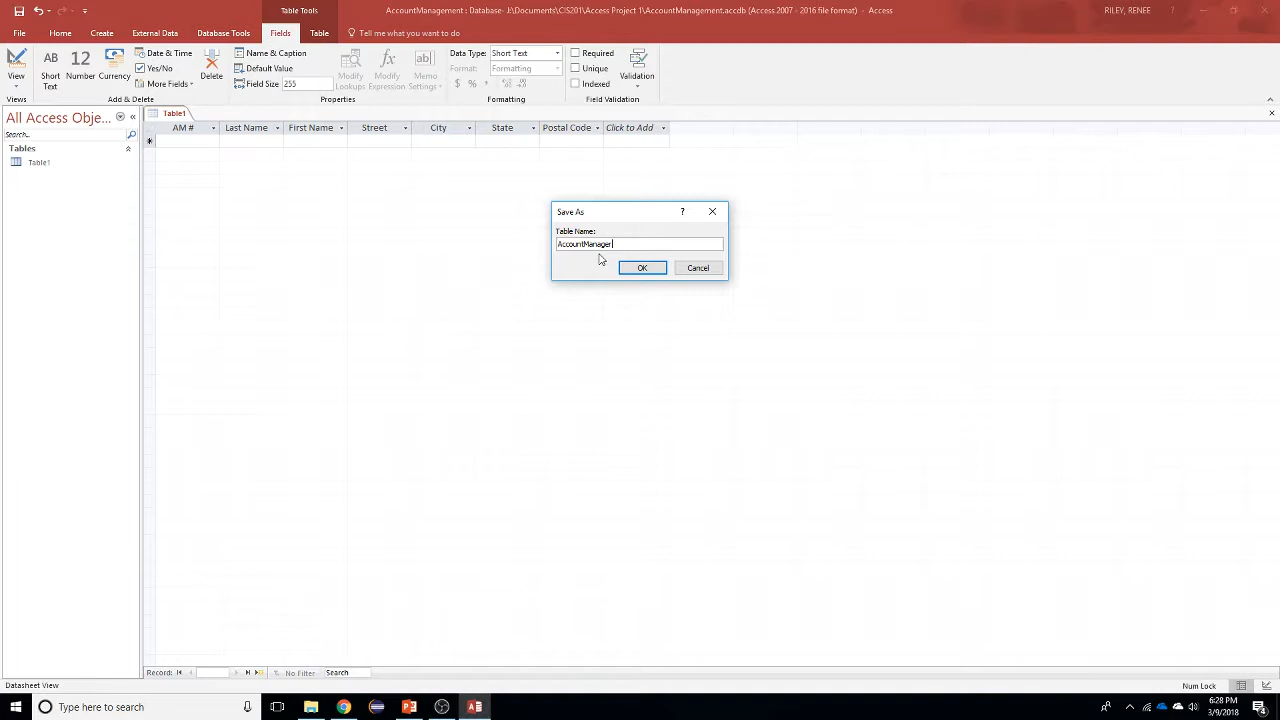 Table Tools
AccountManagement : Database- J:\Documents\CIS201\Access Project 1\AccountManagement.accdb (Access 2007 - 2016 file format) - Access
RILEY, RENEE
File Home Create External Data Database Tools Fields Table Tell me what you want to do
View
Views
AB Short Text
12 Number
Currency
Date & Time
Yes/No
More Fields
Add & Delete
Delete
Name & Caption
Default Value
Field Size 255
Modify Lookups
fx Modify Expression
ab Memo Settings
Properties
Data Type: Short Text
Format: Formatting
$ % ,
Formatting
Required
Unique
Indexed
Validation
Field Validation
All Access Obje...
Search...
Tables
Table1
Table1
AM # Last Name First Name Street City State Postal Code Click to Add
Save As ?
Table Name:
AccountManager
OK Cancel
Record: No Filter Search
Datasheet View
Num Lock
Type here to search
6:28 PM
3/9/2018